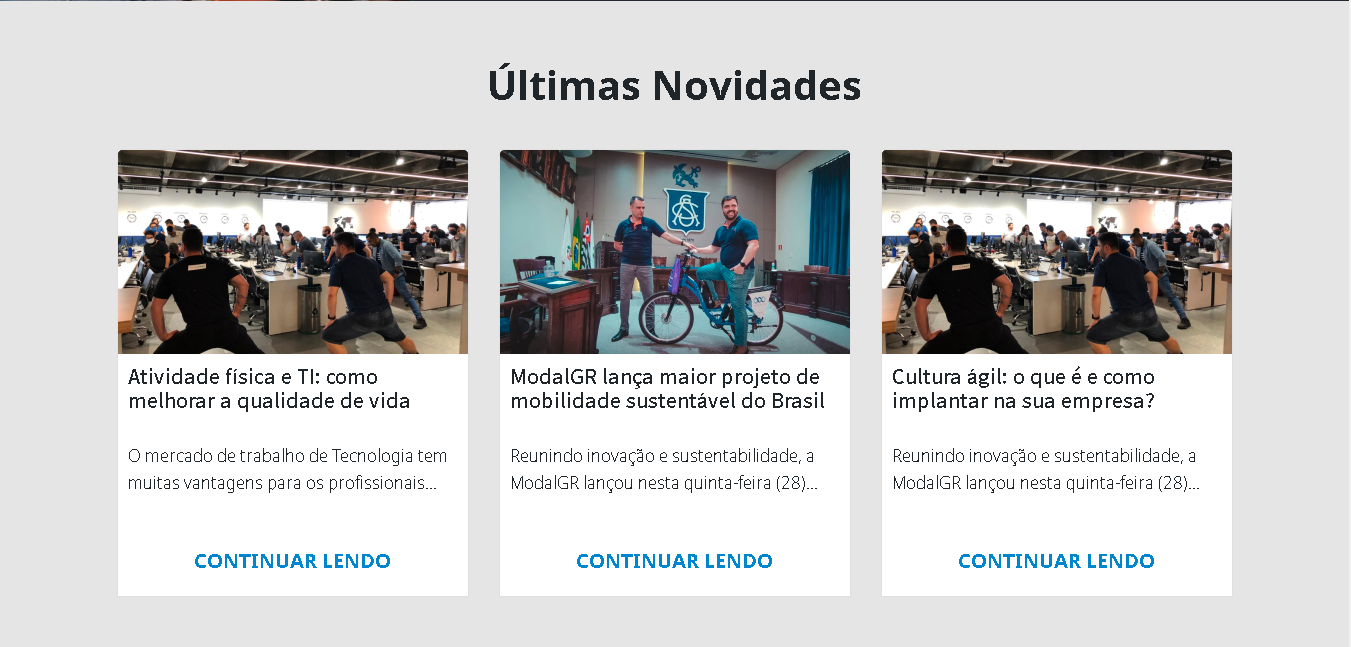 Últimas Novidades
Atividade física e TI: como
melhorar a qualidade de vida
O mercado de trabalho de Tecnologia tem
muitas vantagens para os profissionais...
CONTINUAR LENDO
ModalGR lança maior projeto de
mobilidade sustentável do Brasil
Reunindo inovação e sustentabilidade, a
ModalGR lançou nesta quinta-feira (28)...
CONTINUAR LENDO
Cultura ágil: o que é e como
implantar na sua empresa?
Reunindo inovação e sustentabilidade, a
ModalGR lançou nesta quinta-feira (28)...
CONTINUAR LENDO